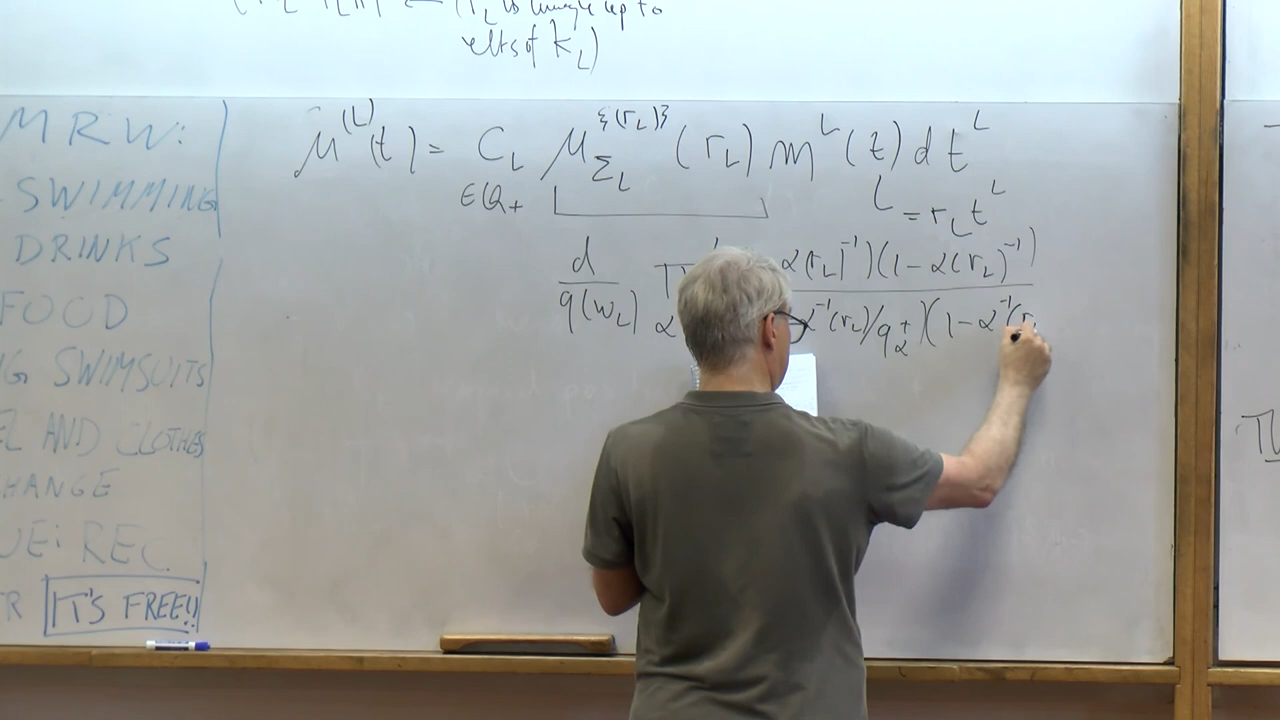 is unique up to
elts of K_L)
MRW:
SWIMMING
DRINKS
FOOD
G SWIMSUITS
EL AND CLOTHES
HANGE
UE: REC
R IT'S FREE!!
μ^{(L)}(t) = C_L μ_{Σ_L}^{\{(r_L)\}} (r_L) m^L(t) dt^L
∈ Q_+
L = r_L t^L
d α(r_L)^{-1})(1 - α(r_L)^{-1})
q(w_L) α α^{-1}(r_L)/q_α^+)(1 - α^{-1}(r